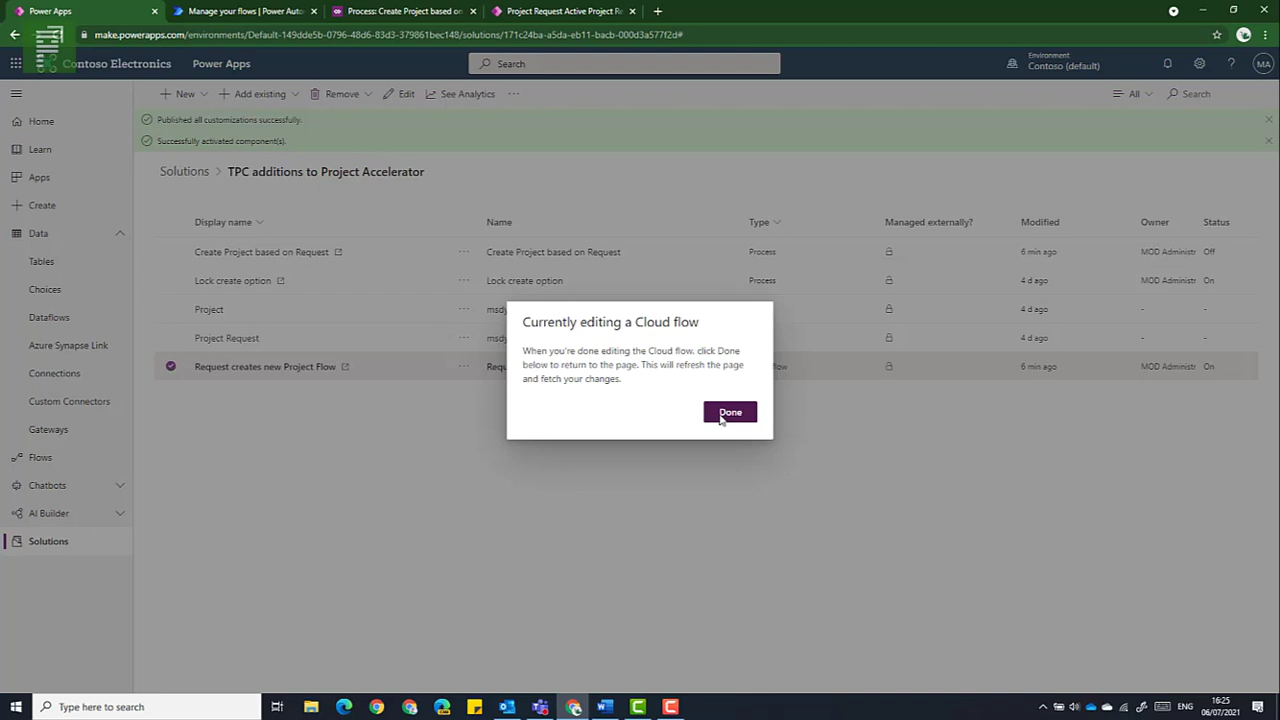 Power Apps
Manage your flows | Power Auto
Process: Create Project based on
Project Request Active Project Re
make.powerapps.com/environments/Default-149dde5b-0796-48d6-83d3-379861bec148/solutions/171c24ba-a5da-eb11-bacb-000d3a577f2d#
Contoso Electronics
Power Apps
Search
Environment
Contoso (default)
MA
New
Add existing
Remove
Edit
See Analytics
All
Search
Published all customizations successfully.
Successfully activated component(s).
Home
Learn
Apps
Create
Data
Tables
Choices
Dataflows
Azure Synapse Link
Connections
Custom Connectors
Gateways
Flows
Chatbots
AI Builder
Solutions
Solutions > TPC additions to Project Accelerator
Display name Name Type Managed externally? Modified Owner Status
Create Project based on Request Create Project based on Request Process 6 min ago MOD Administr Off
Lock create option Lock create option Process 4 d ago MOD Administr On
Project msdy 4 d ago - -
Project Request msdy 4 d ago - -
Request creates new Project Flow Requ flow 6 min ago MOD Administr On
Currently editing a Cloud flow
When you're done editing the Cloud flow, click Done
below to return to the page. This will refresh the page
and fetch your changes.
Done
Type here to search
ENG
16:25
06/07/2021